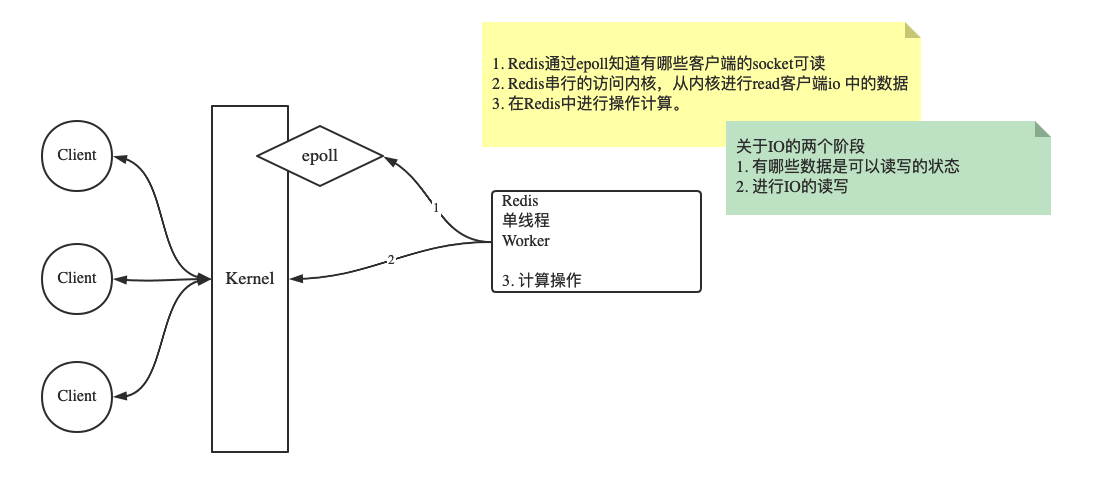 1. Redis通过epoll知道有哪些客户端的socket可读
2. Redis串行的访问内核，从内核进行read客户端io 中的数据
3. 在Redis中进行操作计算。
关于IO的两个阶段
1. 有哪些数据是可以读写的状态
2. 进行IO的读写
Client
epoll
Redis
单线程
Worker
3. 计算操作
1
2
Client
Kernel
Client